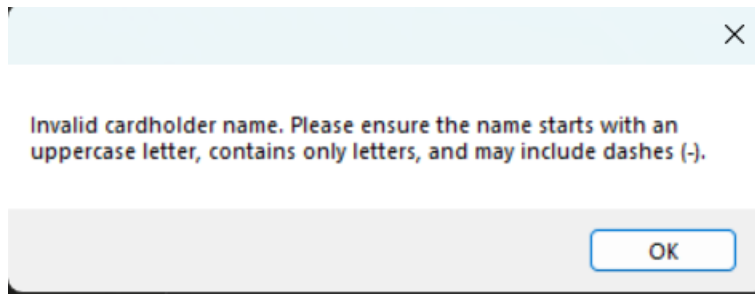 Invalid cardholder name. Please ensure the name starts with an
uppercase letter, contains only letters, and may include dashes (-).
OK